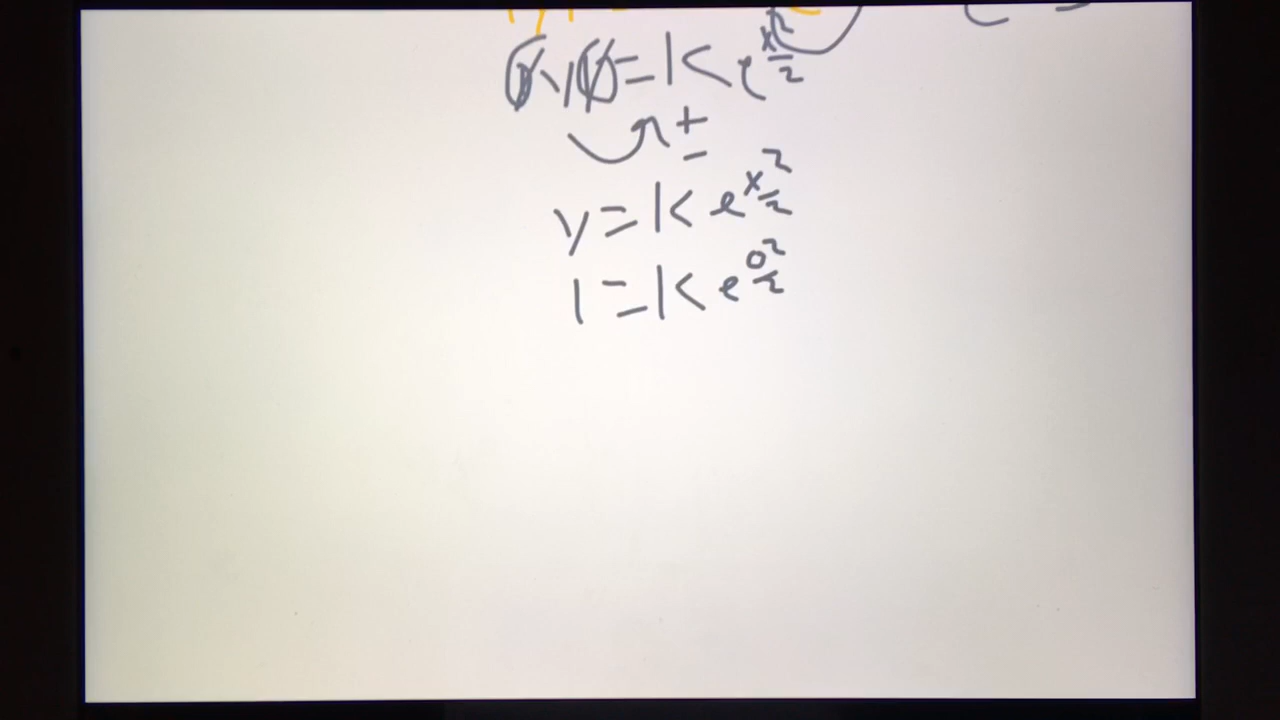 y = K e^(x²/2)
±
y = K e^(x²/2)
1 = K e^(0²/2)